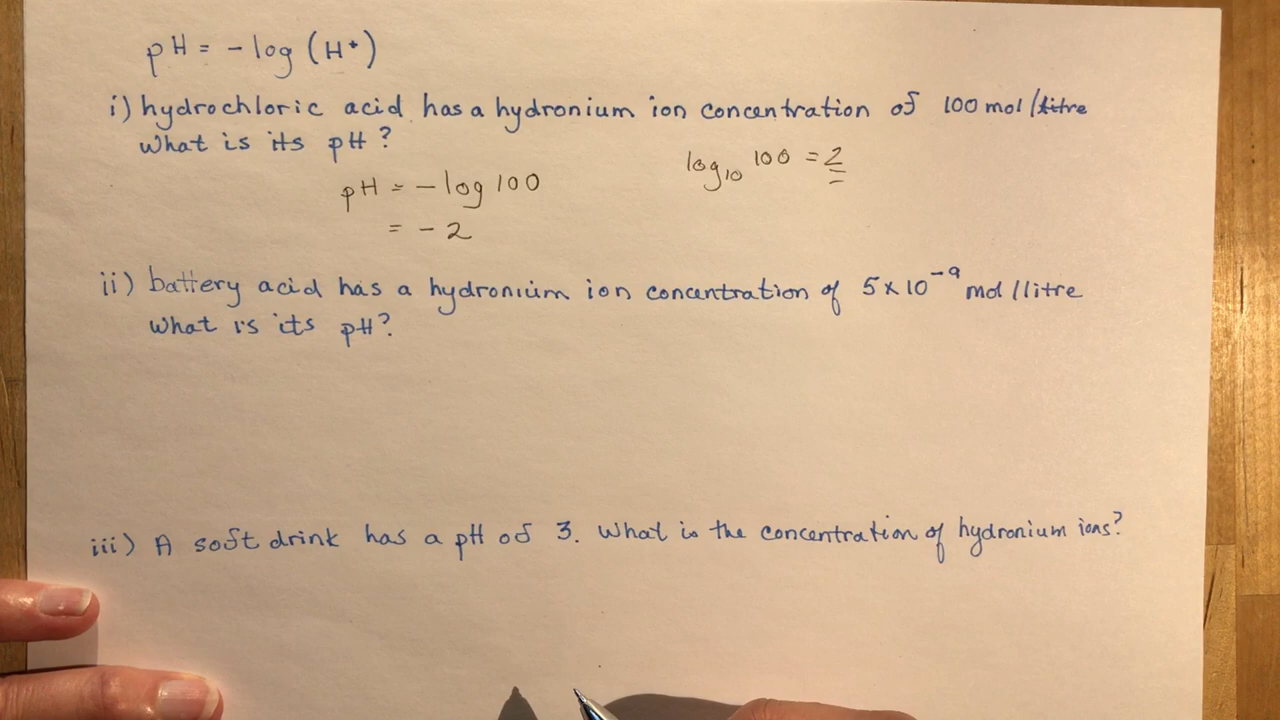 pH = - log (H⁺)
i) hydrochloric acid has a hydronium ion concentration of 100 mol/litre
What is its pH?
log₁₀ 100 = 2
pH = - log 100
= - 2
ii) battery acid has a hydronium ion concentration of 5 x 10⁻⁹ mol/litre
What is its pH?
iii) A soft drink has a pH of 3. What is the concentration of hydronium ions?